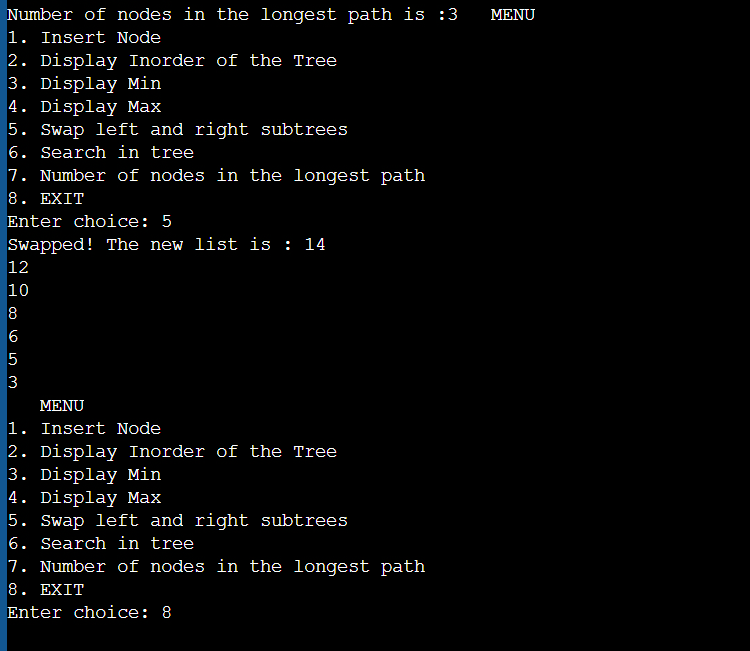 Number of nodes in the longest path is :3   MENU
1. Insert Node
2. Display Inorder of the Tree
3. Display Min
4. Display Max
5. Swap left and right subtrees
6. Search in tree
7. Number of nodes in the longest path
8. EXIT
Enter choice: 5
Swapped! The new list is : 14
12
10
8
6
5
3
   MENU
1. Insert Node
2. Display Inorder of the Tree
3. Display Min
4. Display Max
5. Swap left and right subtrees
6. Search in tree
7. Number of nodes in the longest path
8. EXIT
Enter choice: 8